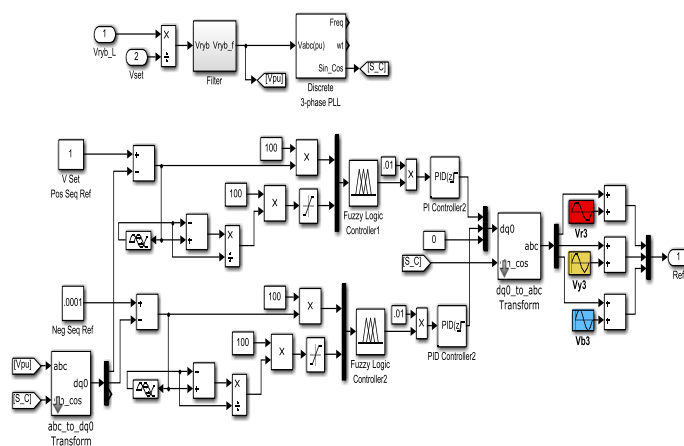 1
Vryb_L
2
Vset
X
÷
Vryb Vryb_f
Filter
[Vpu]
Vabc(pu)
Freq
wt
Sin_Cos
Discrete
3-phase PLL
[S_C]
1
V Set
Pos Seq Ref
100
X
100
X
X
÷
Fuzzy Logic
Controller1
.01
X
PID(z)
PI Controller2
0
[S_C]
dq0
abc
in_cos
dq0_to_abc
Transform
Vr3
Vy3
Vb3
1
Ref
.0001
Neg Seq Ref
100
X
100
X
X
÷
Fuzzy Logic
Controller2
.01
X
PID(z)
PID Controller2
[Vpu]
[S_C]
abc
dq0
in_cos
abc_to_dq0
Transform